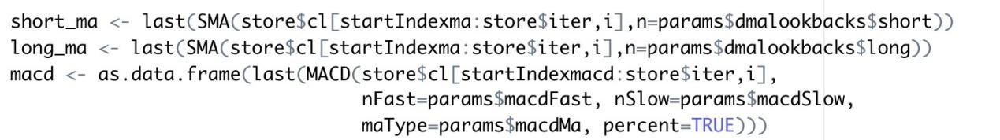 short_ma <- last(SMA(store$cl[startIndexma:store$iter,i],n=params$dmalookbacks$short))
long_ma <- last(SMA(store$cl[startIndexma:store$iter,i],n=params$dmalookbacks$long))
macd <- as.data.frame(last(MACD(store$cl[startIndexmacd:store$iter,i],
nFast=params$macdFast, nSlow=params$macdSlow,
maType=params$macdMa, percent=TRUE)))